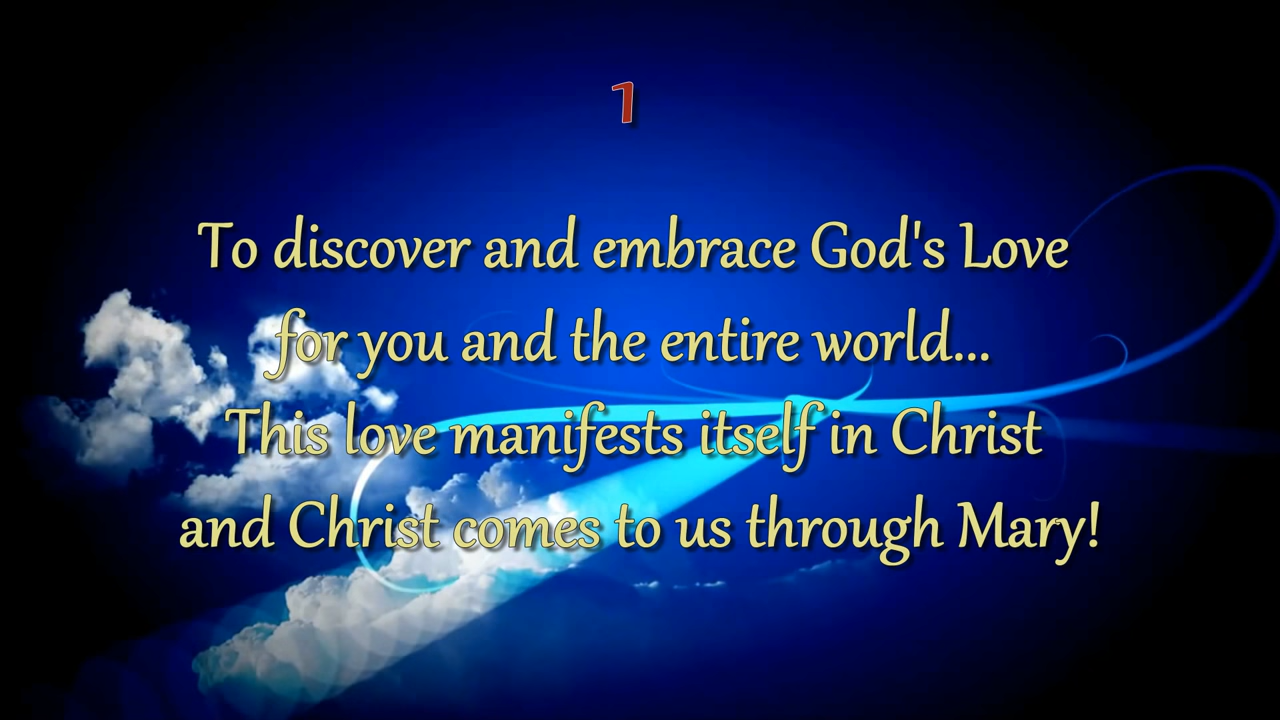 1
To discover and embrace God's Love
for you and the entire world...
This love manifests itself in Christ
and Christ comes to us through Mary!